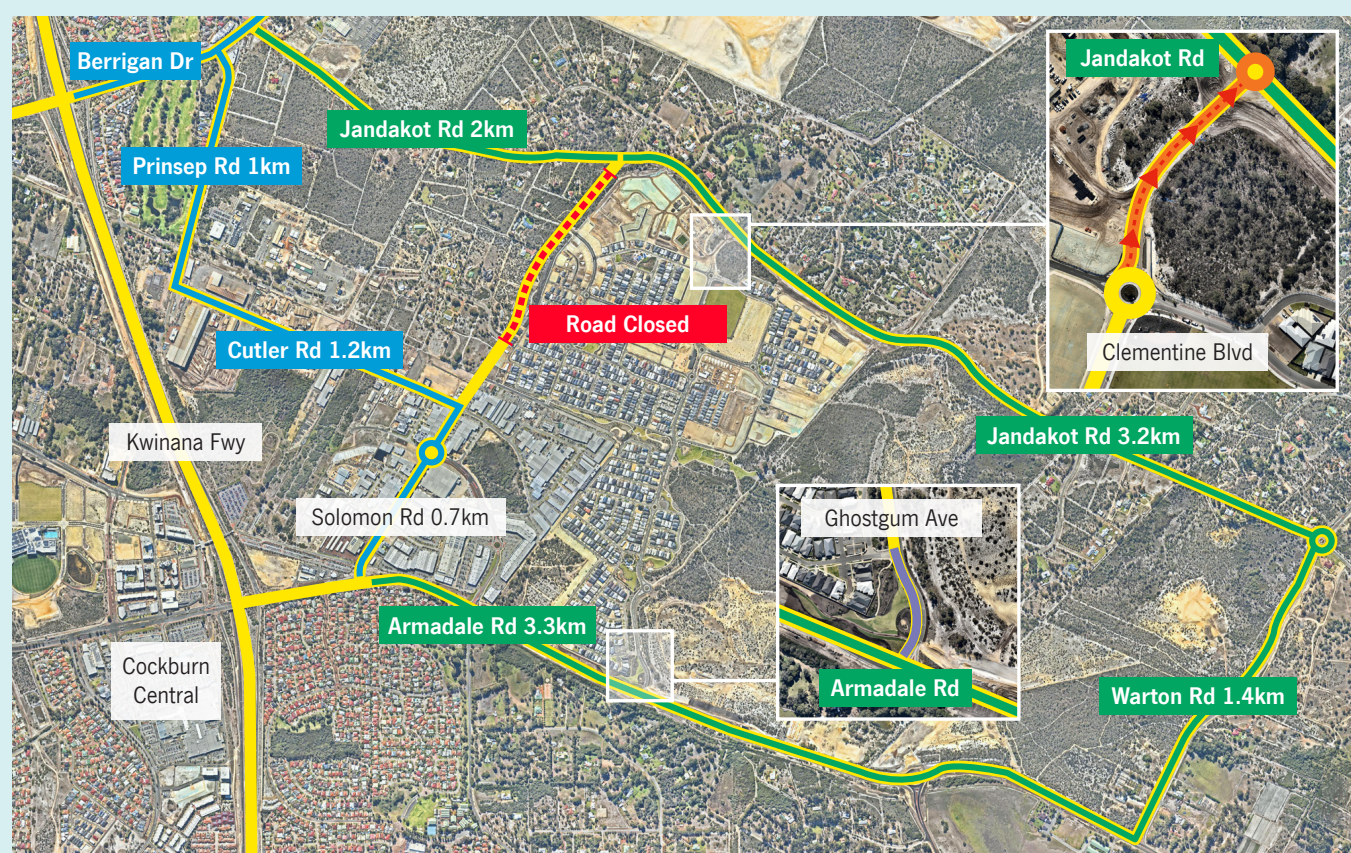 Berrigan Dr
Jandakot Rd
Jandakot Rd 2km
Prinsep Rd 1km
Road Closed
Cutler Rd 1.2km
Clementine Blvd
Kwinana Fwy
Jandakot Rd 3.2km
Solomon Rd 0.7km
Ghostgum Ave
Armadale Rd 3.3km
Cockburn
Central
Armadale Rd
Warton Rd 1.4km